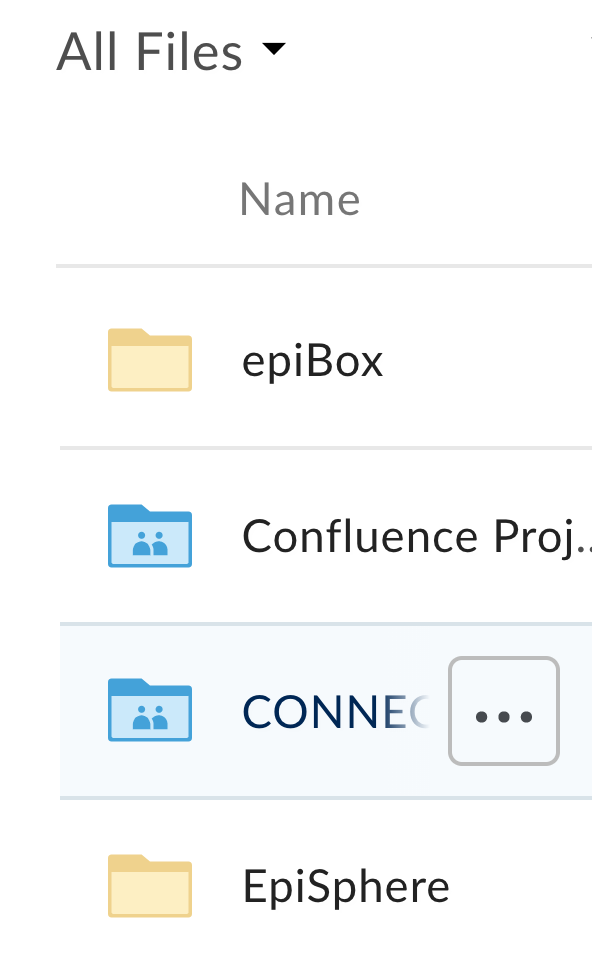 All Files
Name
epiBox
Confluence Proj..
CONNEC
EpiSphere